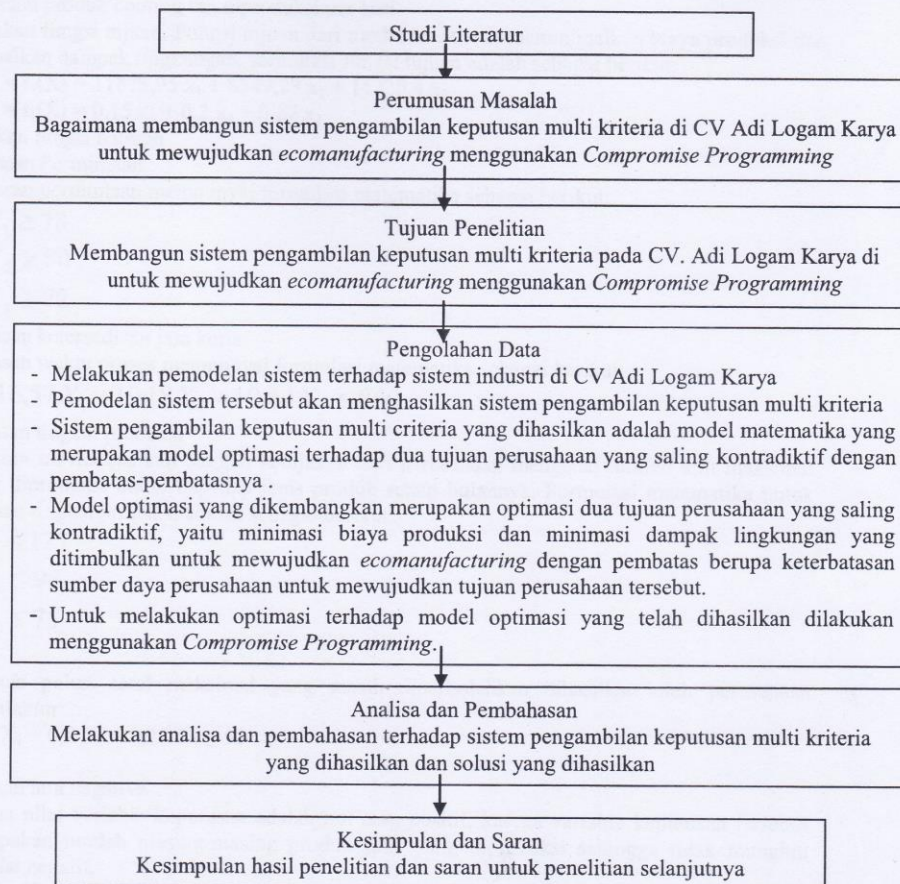 Studi Literatur
Perumusan Masalah
Bagaimana membangun sistem pengambilan keputusan multi kriteria di CV Adi Logam Karya
untuk mewujudkan ecomanufacturing menggunakan Compromise Programming
Tujuan Penelitian
Membangun sistem pengambilan keputusan multi kriteria pada CV. Adi Logam Karya di
untuk mewujudkan ecomanufacturing menggunakan Compromise Programming
Pengolahan Data
- Melakukan pemodelan sistem terhadap sistem industri di CV Adi Logam Karya
- Pemodelan sistem tersebut akan menghasilkan sistem pengambilan keputusan multi kriteria
- Sistem pengambilan keputusan multi criteria yang dihasilkan adalah model matematika yang
merupakan model optimasi terhadap dua tujuan perusahaan yang saling kontradiktif dengan
pembatas-pembatasnya .
- Model optimasi yang dikembangkan merupakan optimasi dua tujuan perusahaan yang saling
kontradiktif, yaitu minimasi biaya produksi dan minimasi dampak lingkungan yang
ditimbulkan untuk mewujudkan ecomanufacturing dengan pembatas berupa keterbatasan
sumber daya perusahaan untuk mewujudkan tujuan perusahaan tersebut.
- Untuk melakukan optimasi terhadap model optimasi yang telah dihasilkan dilakukan
menggunakan Compromise Programming.
Analisa dan Pembahasan
Melakukan analisa dan pembahasan terhadap sistem pengambilan keputusan multi kriteria
yang dihasilkan dan solusi yang dihasilkan
Kesimpulan dan Saran
Kesimpulan hasil penelitian dan saran untuk penelitian selanjutnya